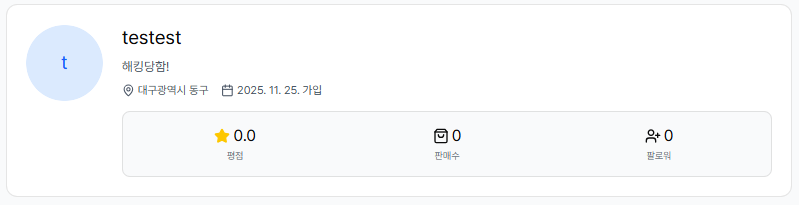 t
testest
해킹당함!
대구광역시 동구 2025. 11. 25. 가입
0.0 0 0
평점 판매수 팔로워